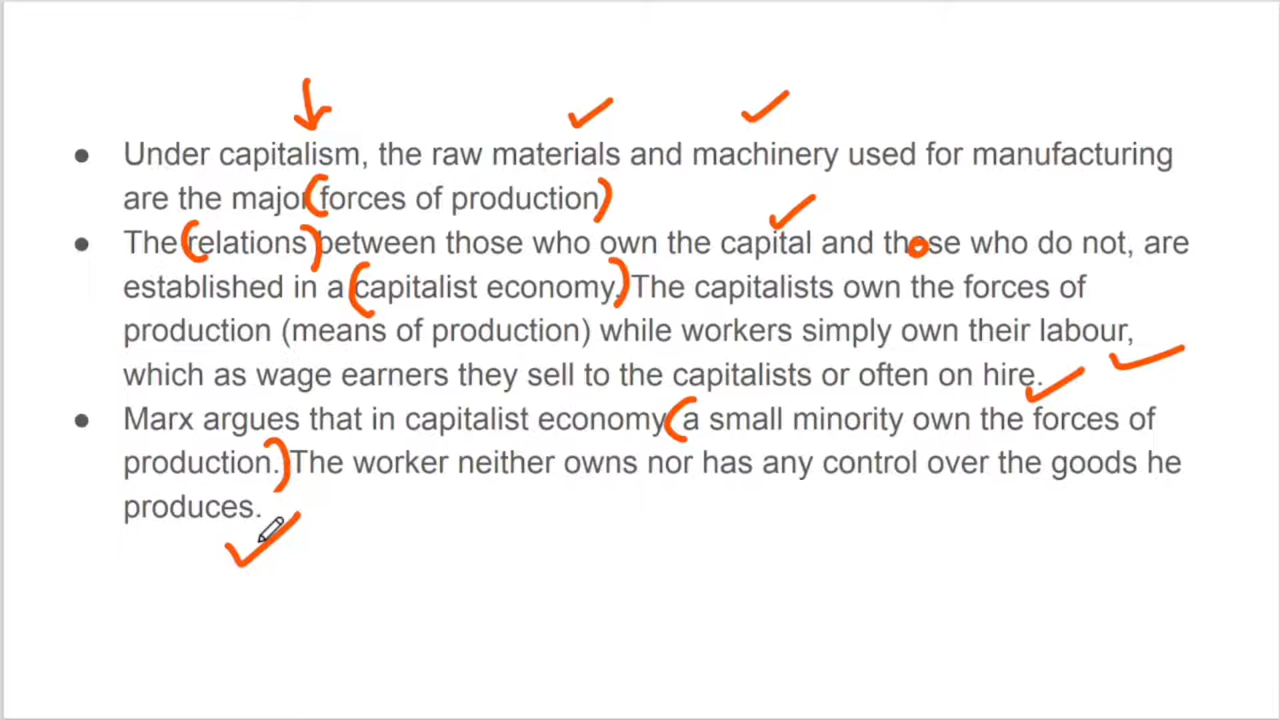 ● Under capitalism, the raw materials and machinery used for manufacturing
are the major forces of production
● The relations between those who own the capital and those who do not, are
established in a capitalist economy. The capitalists own the forces of
production (means of production) while workers simply own their labour,
which as wage earners they sell to the capitalists or often on hire.
● Marx argues that in capitalist economy a small minority own the forces of
production. The worker neither owns nor has any control over the goods he
produces.